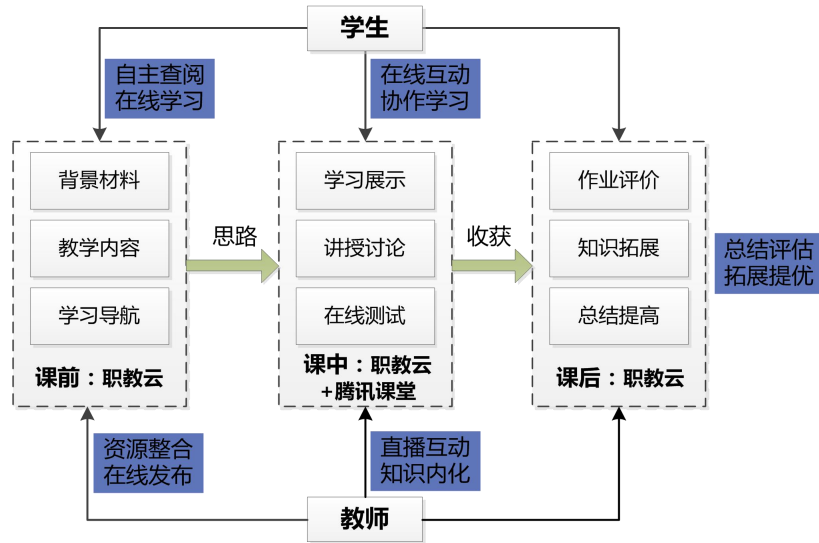 学生
自主查阅
在线学习
在线互动
协作学习
背景材料
教学内容
学习导航
课前：职教云
思路
学习展示
讲授讨论
在线测试
课中：职教云
+腾讯课堂
收获
作业评价
知识拓展
总结提高
课后：职教云
总结评估
拓展提优
资源整合
在线发布
直播互动
知识内化
教师